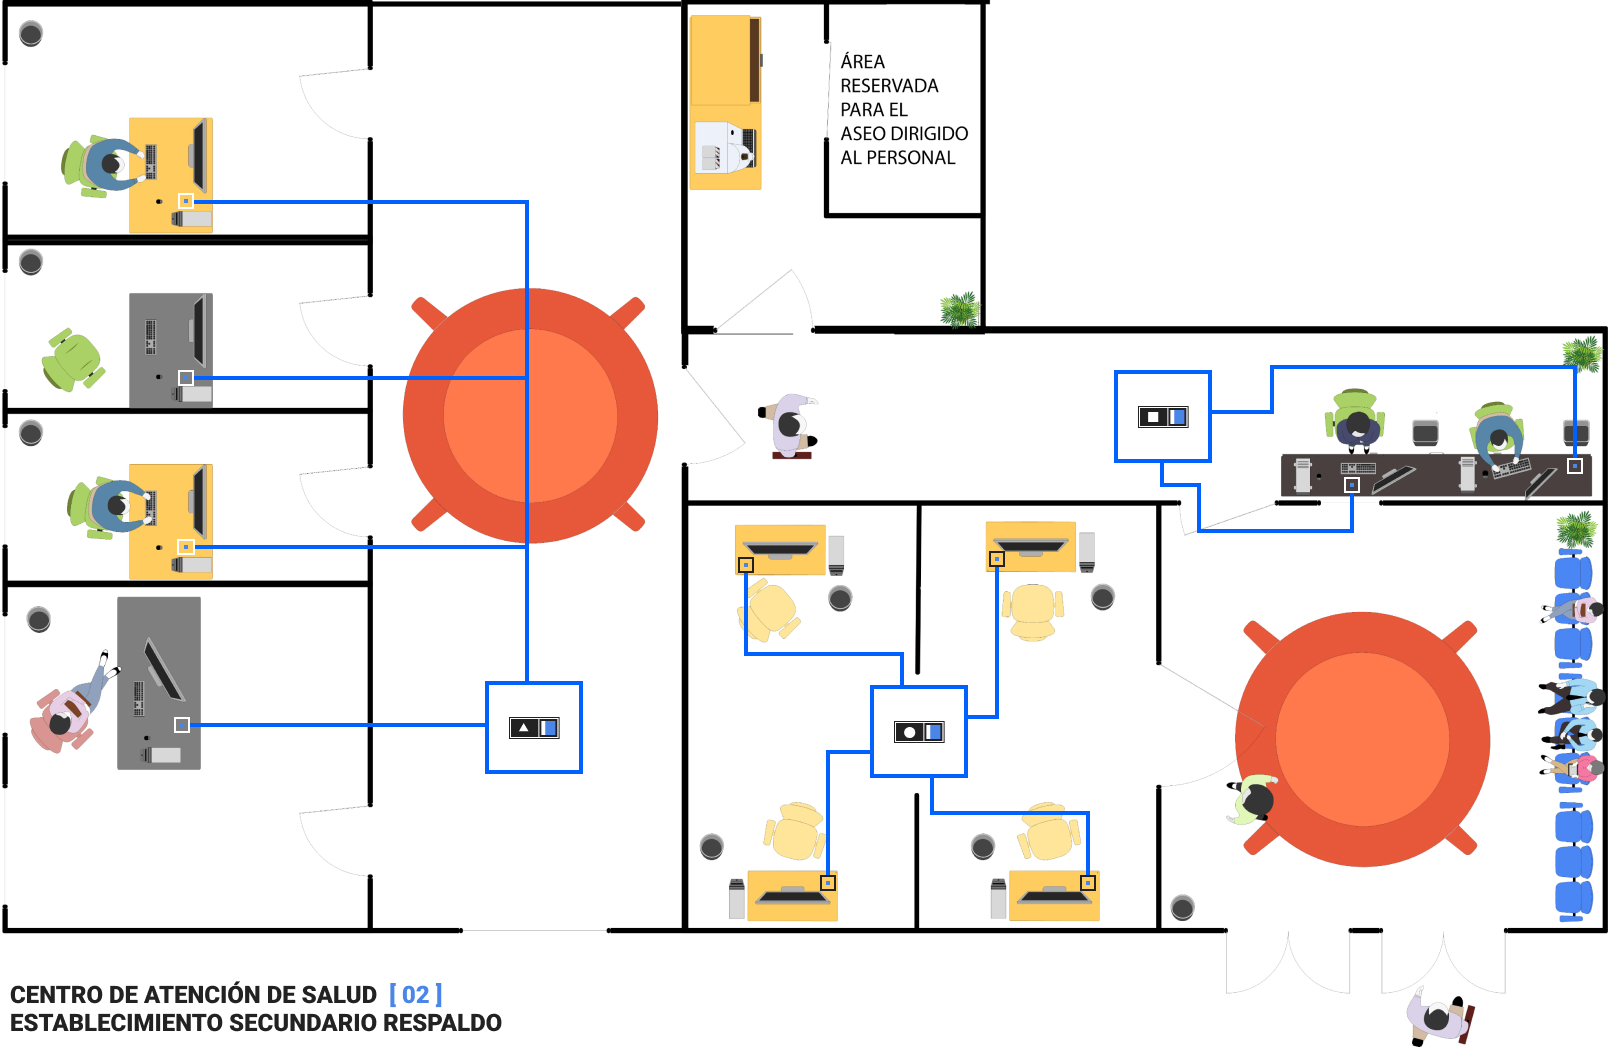 ÁREA
RESERVADA
PARA EL
ASEO DIRIGIDO
AL PERSONAL
CENTRO DE ATENCIÓN DE SALUD [ 02 ]
ESTABLECIMIENTO SECUNDARIO RESPALDO